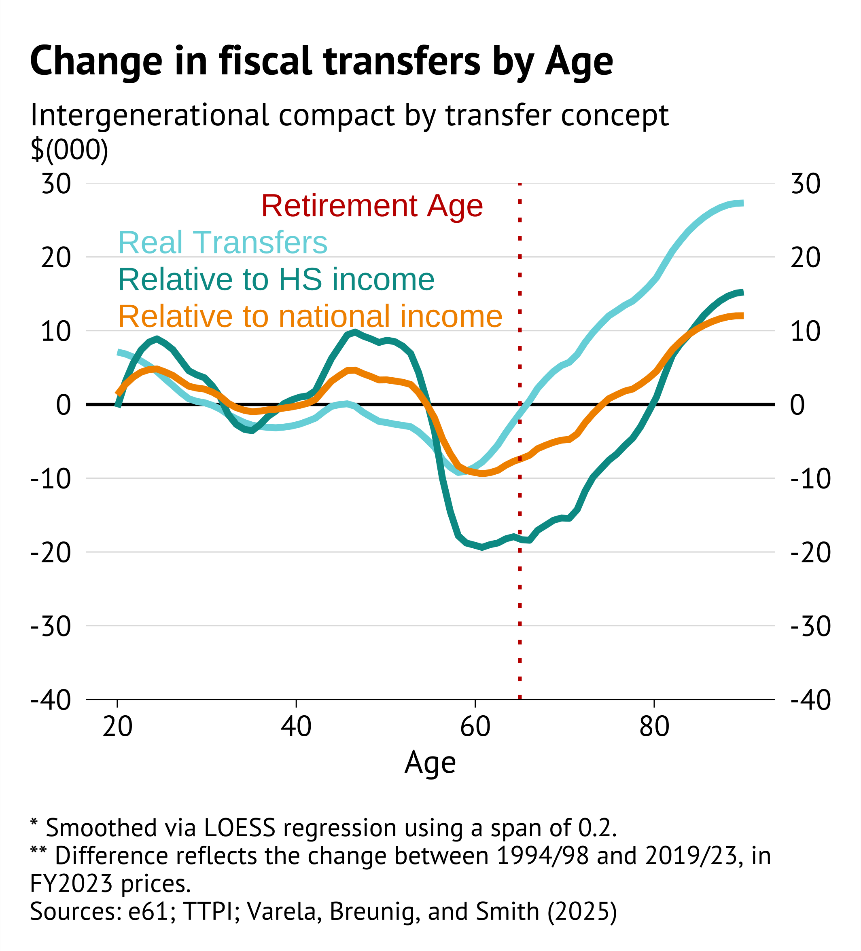 Change in fiscal transfers by Age
Intergenerational compact by transfer concept
$(000)
30 30
Retirement Age
Real Transfers
20 20
Relative to HS income
Relative to national income
10 10
0 0
-10 -10
-20 -20
-30 -30
-40 -40
20 40 60 80
Age
* Smoothed via LOESS regression using a span of 0.2.
** Difference reflects the change between 1994/98 and 2019/23, in
FY2023 prices.
Sources: e61; TTPI; Varela, Breunig, and Smith (2025)